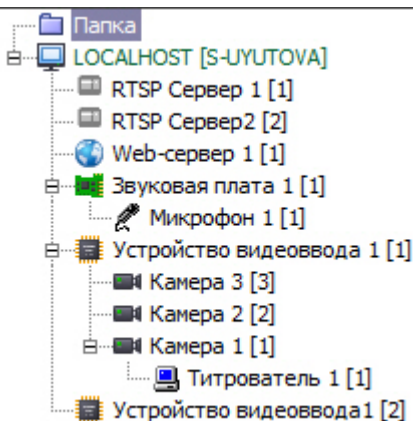 Папка
LOCALHOST [S-UYUTOVA]
RTSP Сервер 1 [1]
RTSP Сервер2 [2]
Web-сервер 1 [1]
Звуковая плата 1 [1]
Микрофон 1 [1]
Устройство видеоввода 1 [1]
Камера 3 [3]
Камера 2 [2]
Камера 1 [1]
Титрователь 1 [1]
Устройство видеоввода1 [2]